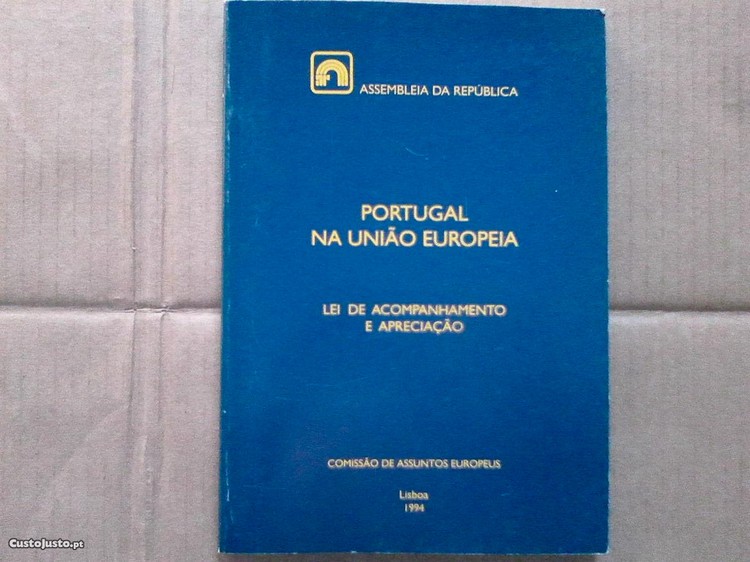 ASSEMBLEIA DA REPÚBLICA
PORTUGAL
NA UNIÃO EUROPEIA
LEI DE ACOMPANHAMENTO
E APRECIAÇÃO
COMISSÃO DE ASSUNTOS EUROPEUS
Lisboa
1994
CustoJusto.pt